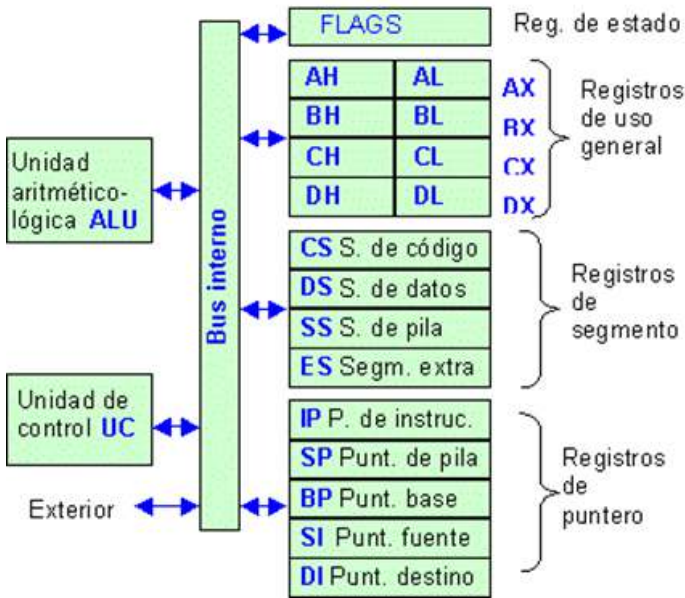 FLAGS
Reg. de estado
AH AL AX
BH BL BX
CH CL CX
DH DL DX
Registros
de uso
general
Unidad
aritmético-
lógica ALU
Bus interno
CS S. de código
DS S. de datos
SS S. de pila
ES Segm. extra
Registros
de
segmento
Unidad de
control UC
Exterior
IP P. de instruc.
SP Punt. de pila
BP Punt. base
SI Punt. fuente
DI Punt. destino
Registros
de
puntero